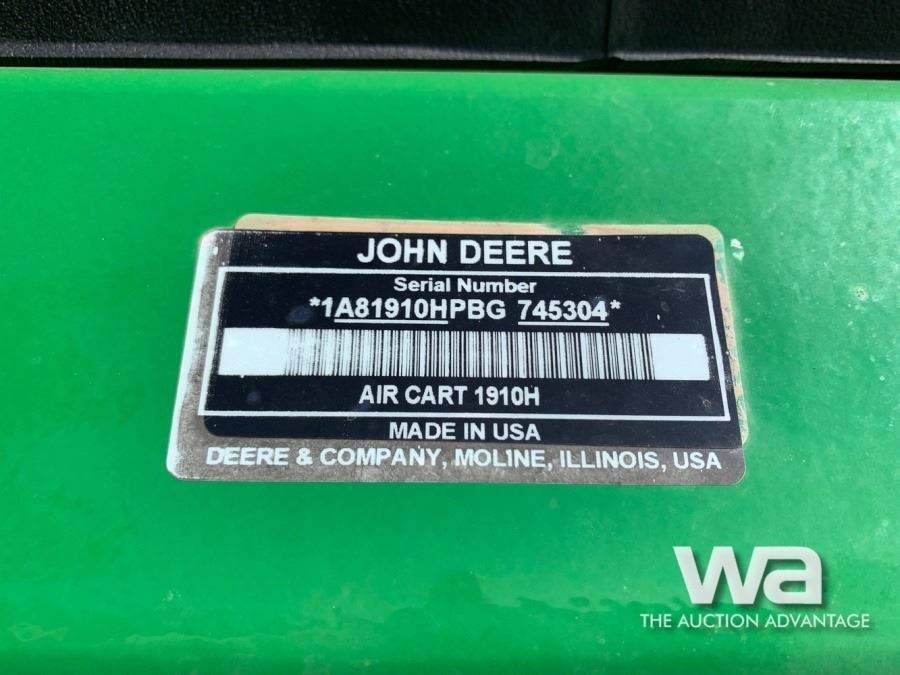 JOHN DEERE
Serial Number
*1A81910HPBG 745304*
AIR CART 1910H
MADE IN USA
DEERE & COMPANY, MOLINE, ILLINOIS, USA
wa
THE AUCTION ADVANTAGE